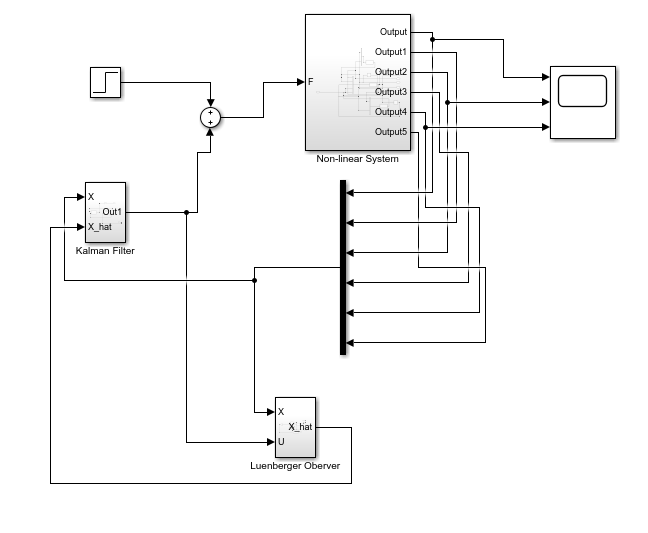 Output
Output1
F
Output2
Output3
Output4
Output5
Non-linear System
+
+
X
Out1
X_hat
Kalman Filter
X
X_hat
U
Luenberger Oberver